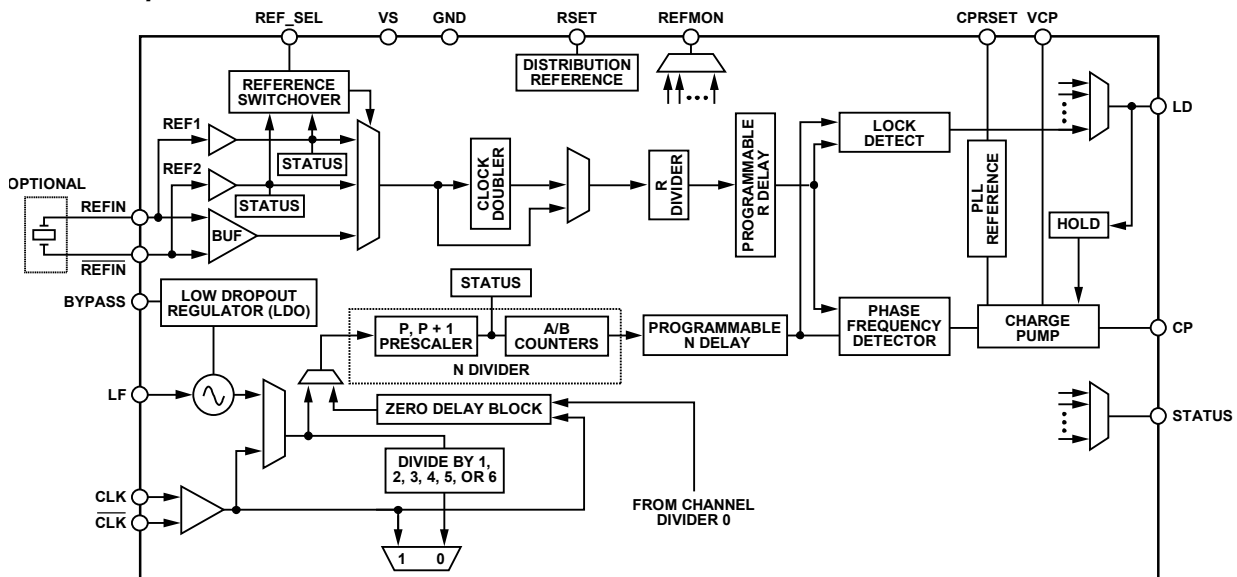 REF_SEL
VS
GND
RSET
REFMON
CPRSET
VCP
DISTRIBUTION
REFERENCE
REFERENCE
SWITCHOVER
LD
REF1
STATUS
LOCK
DETECT
REF2
STATUS
CLOCK
DOUBLER
R
DIVIDER
PROGRAMMABLE
R DELAY
PLL
REFERENCE
OPTIONAL
REFIN
BUF
HOLD
REFIN
BYPASS
LOW DROPOUT
REGULATOR (LDO)
STATUS
P, P + 1
PRESCALER
A/B
COUNTERS
N DIVIDER
PROGRAMMABLE
N DELAY
PHASE
FREQUENCY
DETECTOR
CHARGE
PUMP
CP
LF
ZERO DELAY BLOCK
STATUS
DIVIDE BY 1,
2, 3, 4, 5, OR 6
CLK
CLK
FROM CHANNEL
DIVIDER 0
1 0